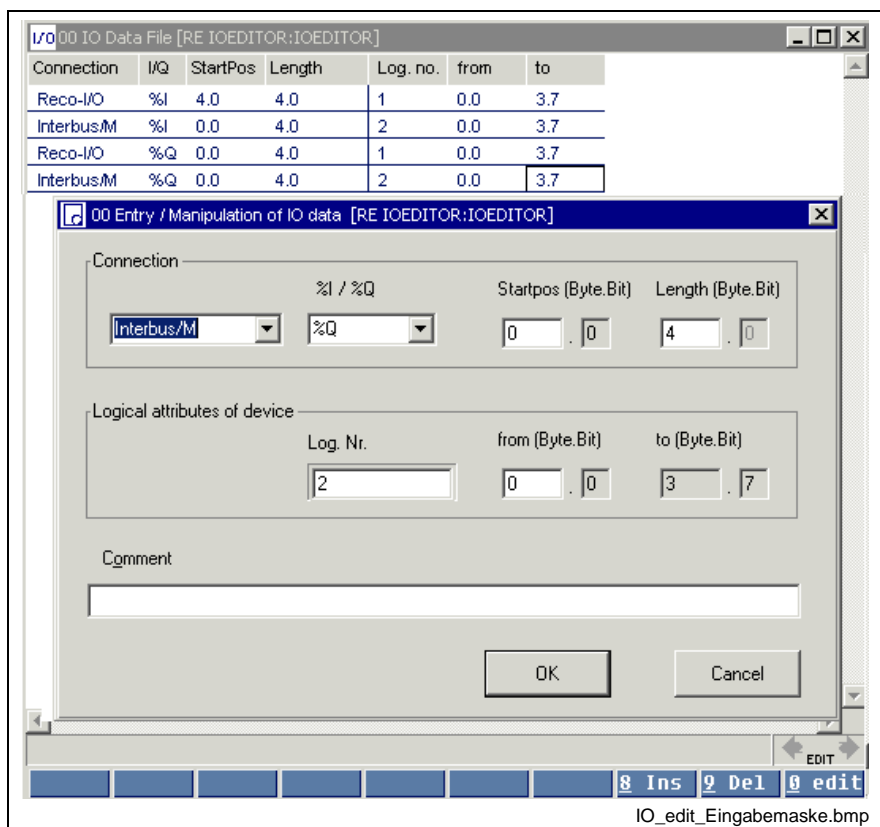 I/O 00 IO Data File [RE IOEDITOR:IOEDITOR]
Connection I/Q StartPos Length Log. no. from to
Reco-I/O %I 4.0 4.0 1 0.0 3.7
Interbus/M %I 0.0 4.0 2 0.0 3.7
Reco-I/O %Q 0.0 4.0 1 0.0 3.7
Interbus/M %Q 0.0 4.0 2 0.0 3.7
00 Entry / Manipulation of IO data [RE IOEDITOR:IOEDITOR]
Connection
%I / %Q Startpos (Byte.Bit) Length (Byte.Bit)
Interbus/M %Q 0 . 0 4 . 0
Logical attributes of device
Log. Nr. from (Byte.Bit) to (Byte.Bit)
2 0 . 0 3 . 7
Comment
OK Cancel
EDIT
8 Ins 9 Del 0 edit
IO_edit_Eingabemaske.bmp